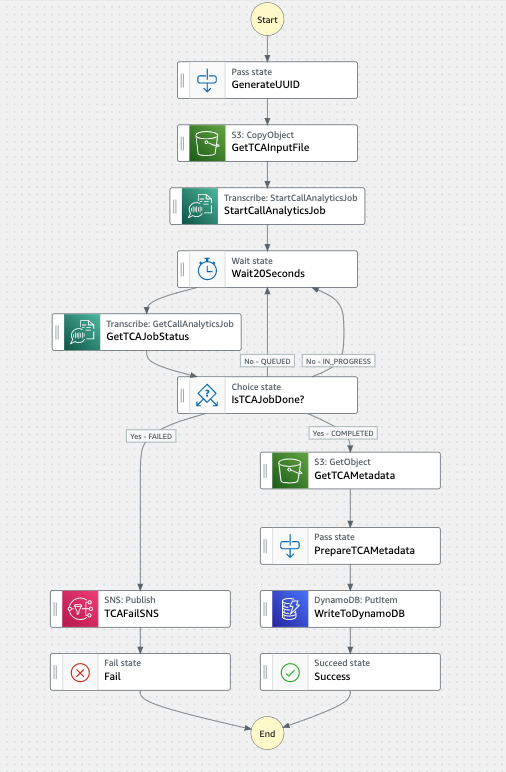 Start
Pass state
GenerateUUID
S3: CopyObject
GetTCAInputFile
Transcribe: StartCallAnalyticsJob
StartCallAnalyticsJob
Wait state
Wait20Seconds
Transcribe: GetCallAnalyticsJob
GetTCAJobStatus
No - QUEUED
No - IN_PROGRESS
Choice state
IsTCAJobDone?
Yes - FAILED
Yes - COMPLETED
S3: GetObject
GetTCAMetadata
Pass state
PrepareTCAMetadata
SNS: Publish
TCAFailSNS
DynamoDB: PutItem
WriteToDynamoDB
Fail state
Fail
Succeed state
Success
End